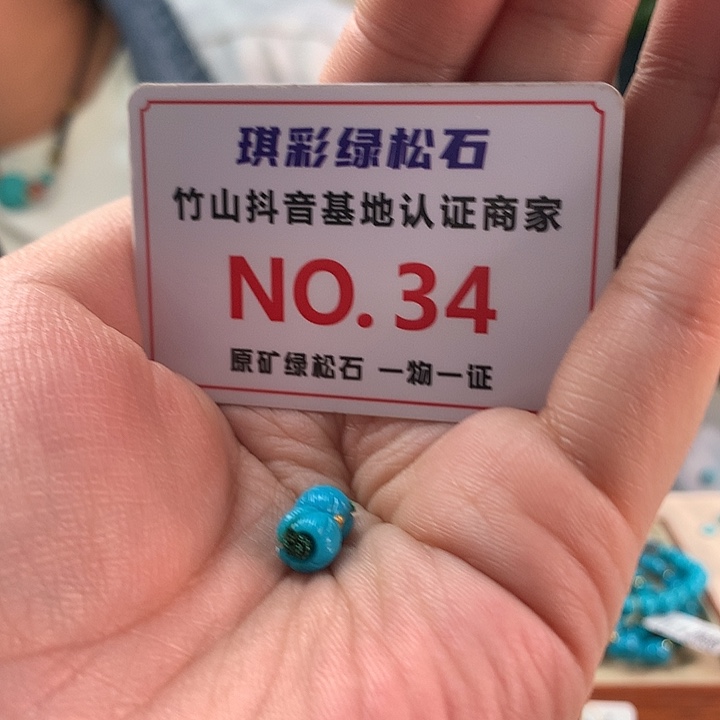 琪彩绿松石
竹山抖音基地认证商家
NO.34
原矿绿松石 一物一证